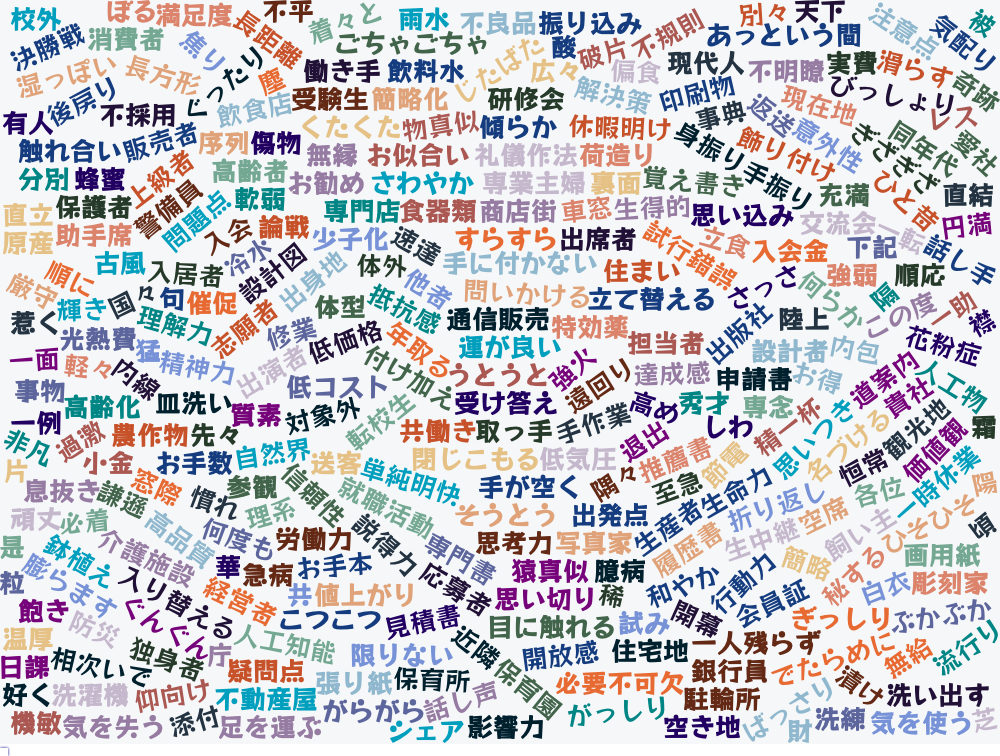 校外
ぼる
満足度
不平
着々と
雨水
不良品
振り込み
別々
天下
注意点
気配り
被
決勝戦
消費者
焦り
長距離
ごちゃごちゃ
じたばた
酸
破片
不規則
あっという間
湿っぽい
長方形
ぐったり
塵
働き手
飲料水
広々
偏食
現代人
不明瞭
実費
滑らす
奇跡
後戻り
不採用
飲食店
受験生
簡略化
研修会
解決策
印刷物
現在地
びっしょり
レス
有人
触れ合い
販売者
序列
傷物
くたくた
物真似
傾らか
休暇明け
事典
返送
意外性
ぎざぎざ
同年代
愛社
無縁
お似合い
礼儀作法
荷造り
身振り手振り
飾り付け
分別
蜂蜜
上級者
高齢者
お勧め
さわやか
専業主婦
裏面
覚え書き
充満
ひと昔
直結
直立
保護者
警備員
問題点
軟弱
専門店
食器類
商店街
車窓
生得的
思い込み
交流会
一転
円満
原産
助手席
入会
論戦
少子化
速達
すらすら
出席者
試行錯誤
立食
入会金
下記
話し手
古風
入居者
冷水
設計図
出身地
体外
手に付かない
住まい
さっさ
何らか
強弱
順応
厳守
順に
輝き
国々
句
催促
体型
抵抗感
他者
問いかける
立て替える
隔
この度
一助
襟
惹く
光熱費
理解力
志願者
修業
低価格
年取る
通信販売
特効薬
担当者
出版社
陸上
花粉症
一面
軽々
内線
猛
精神力
出演者
付け加え
運が良い
強火
設計者
内包
事物
高齢化
皿洗い
質素
低コスト
うとうと
遠回り
達成感
申請書
お得
道案内
人工物
一例
対象外
転校生
受け答え
手作業
高め
秀才
専念
思いつき
貴社
霜
非凡
過激
農作物
先々
共働き
取っ手
退出
しわ
精一杯
名づける
観光地
価値観
片
小金
お手数
自然界
送客
単純明快
閉じこもる
低気圧
推薦書
節電
恒常
一時休業
息抜き
謙遜
窓際
慣れ
参観
信頼性
就職活動
手が空く
隅々
至急
生命力
折り返し
各位
陽
頑丈
必着
高品質
何度も
理系
説得力
そうとう
出発点
生産者
生中継
空席
飼い主
ひそひそ
頃
是
鉢植え
介護施設
労働力
専門書
思考力
写真家
履歴書
簡略
秘する
画用紙
粒
膨らます
入り替える
華
急病
お手本
応募者
猿真似
臆病
和やか
行動力
会員証
白衣
彫刻家
飽き
防災
ぐんぐん
経営者
共
値上がり
思い切り
稀
開幕
ぎっしり
ぶかぶか
温厚
独身者
庁
人工知能
こつこつ
見積書
目に触れる
試み
一人残らず
無給
流行り
日課
相次いで
疑問点
限りない
近隣
開放感
住宅地
銀行員
でたらめに
漬け
好く
洗濯機
仰向け
不動産屋
張り紙
保育所
保育園
必要不可欠
駐輪所
洗い出す
機敏
気を失う
添付
足を運ぶ
がらがら
話し声
シェア
影響力
がっしり
空き地
ばっさり
財
洗練
気を使う
芝